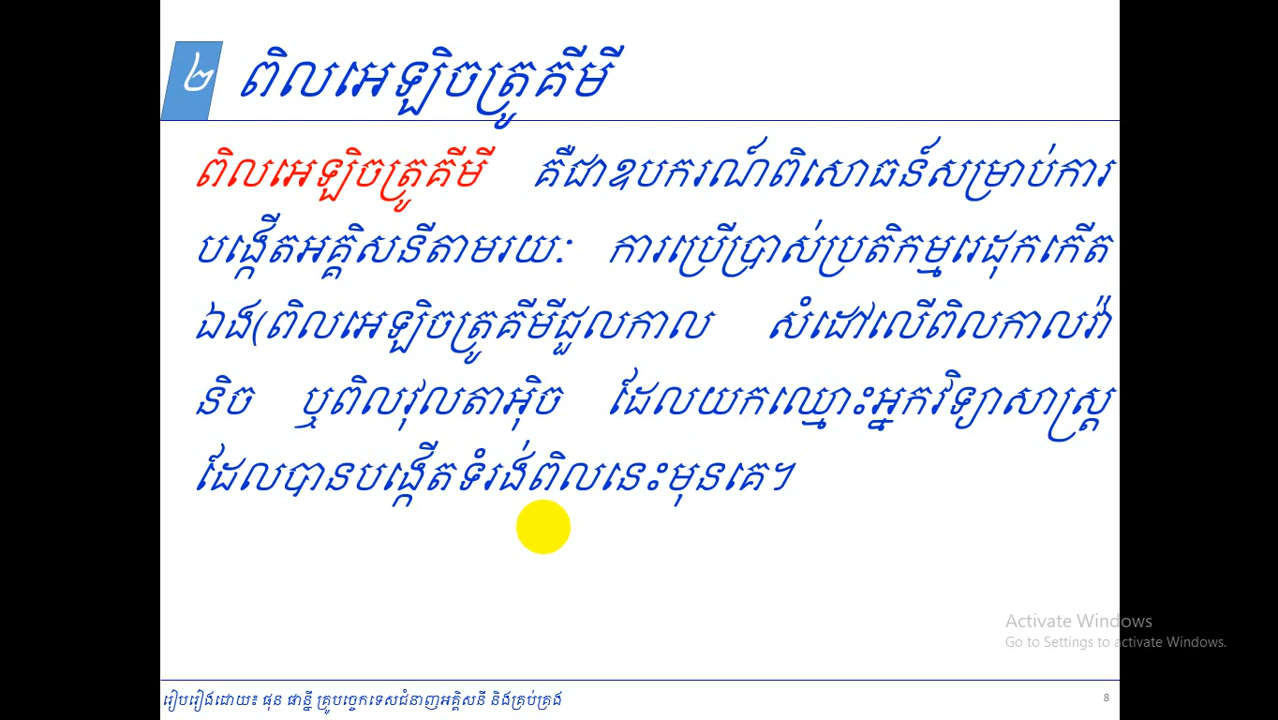 ២ ពិលអេឡិចត្រូគីមី
ពិលអេឡិចត្រូគីមី គឺជាឧបករណ៍ពិសោធន៍សម្រាប់ការ
បង្កើតអគ្គិសនីតាមរយៈ ការប្រើប្រាស់ប្រតិកម្មរេដុកកើត
ឯង(ពិលអេឡិចត្រូគីមីជួលកាល សំដៅលើពិលកាលវ៉ា
និច ឬពិលវុលតាអ៊ិច ដែលយកឈ្មោះអ្នកវិទ្យាសាស្ត្រ
ដែលបានបង្កើតទំរង់ពិលនេះមុនគេ។
Activate Windows
Go to Settings to activate Windows.
រៀបរៀងដោយ៖ ផុន ផាន្នី គ្រូបច្ចេកទេសជំនាញអគ្គិសនី និងគ្រប់គ្រង
8